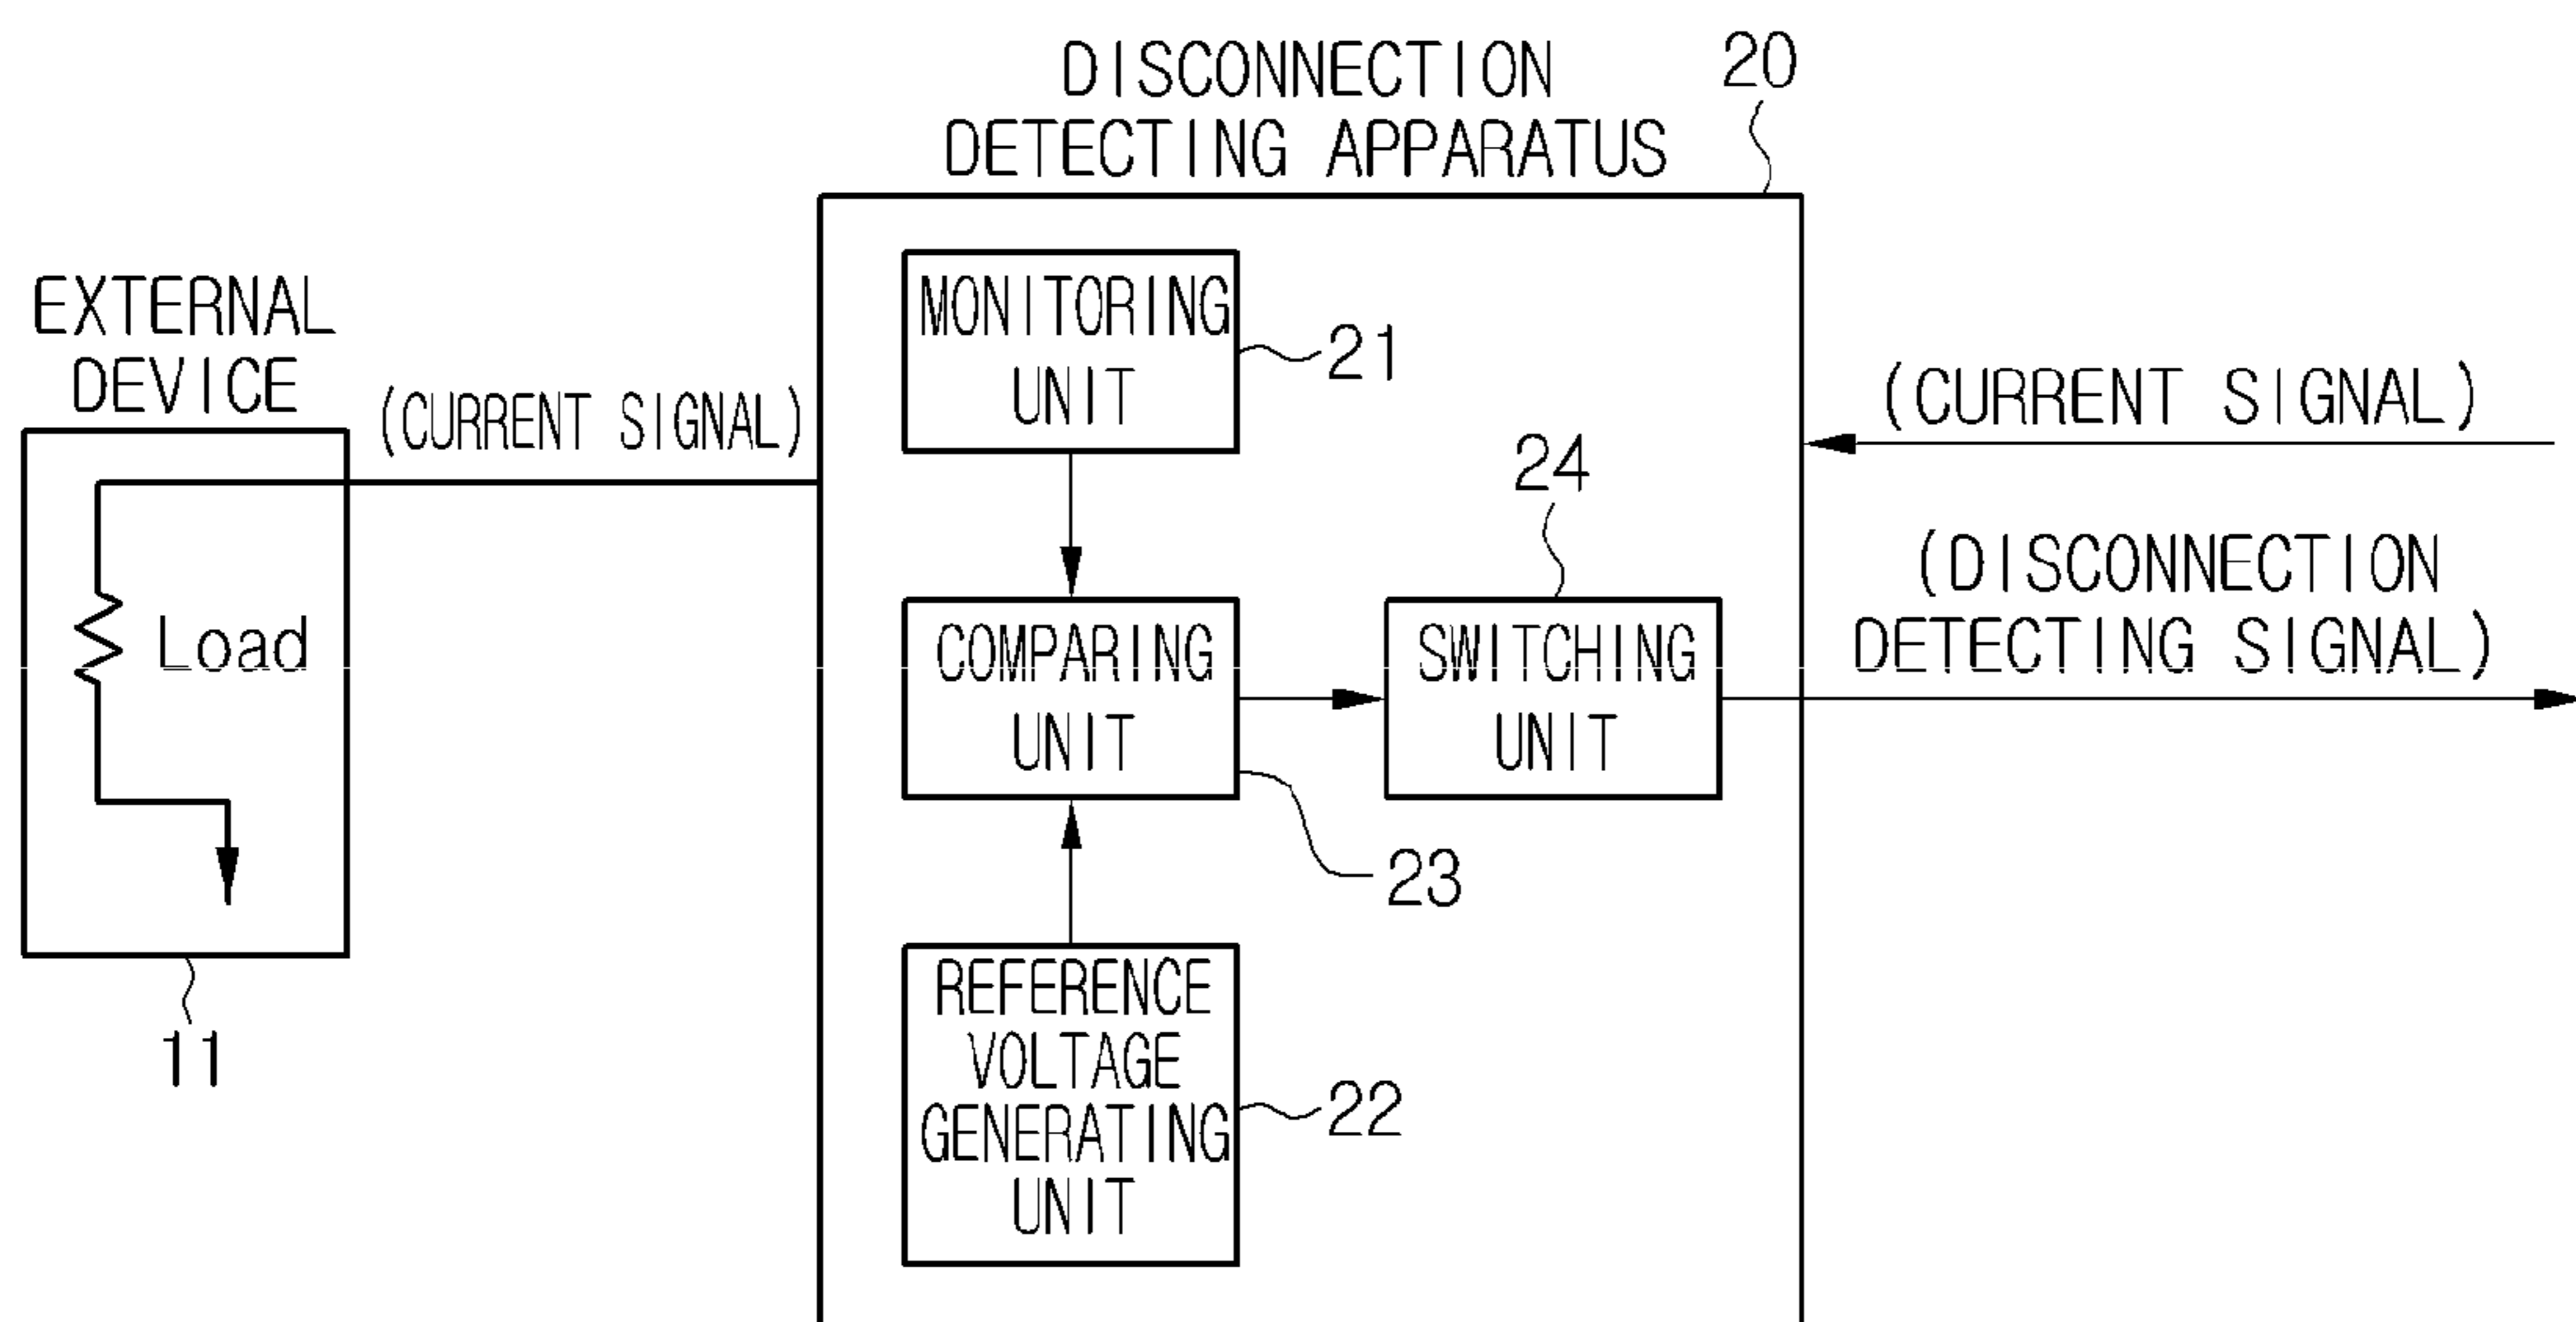 DISCONNECTION
DETECTING APPARATUS
20
EXTERNAL
DEVICE
(CURRENT SIGNAL)
Load
11
MONITORING
UNIT
21
COMPARING
UNIT
23
SWITCHING
UNIT
24
REFERENCE
VOLTAGE
GENERATING
UNIT
22
(CURRENT SIGNAL)
(DISCONNECTION
DETECTING SIGNAL)